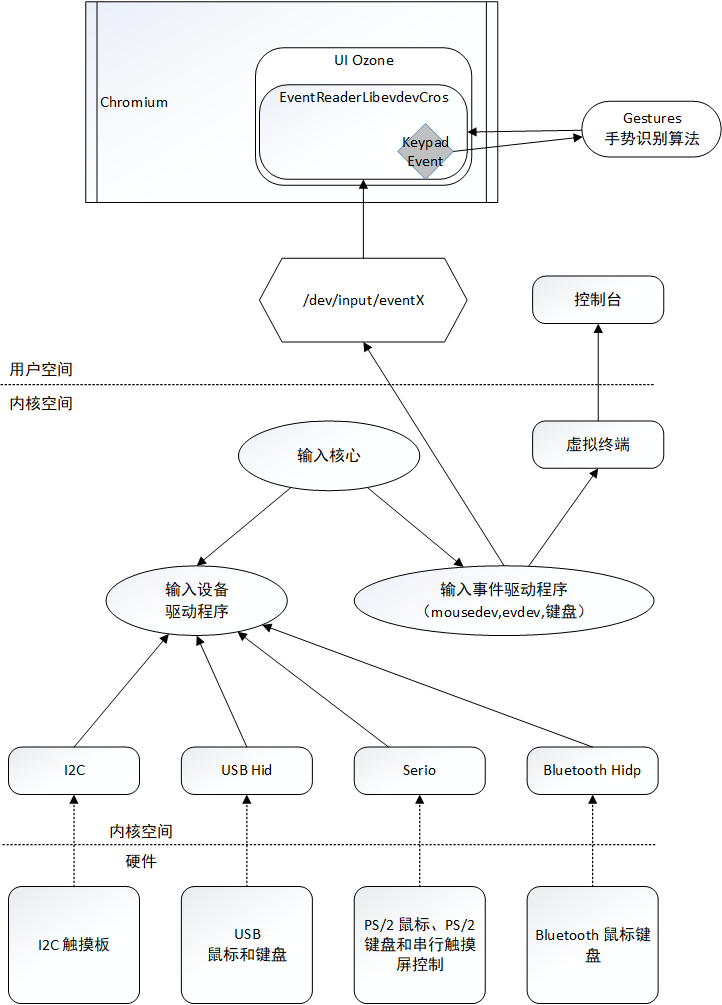 UI Ozone
EventReaderLibevdevCros
Chromium
Keypad
Event
Gestures
手势识别算法
/dev/input/eventX
控制台
用户空间
内核空间
输入核心
虚拟终端
输入设备
驱动程序
输入事件驱动程序
（mousedev,evdev,键盘）
I2C
USB Hid
Serio
Bluetooth Hidp
内核空间
硬件
I2C 触摸板
USB
鼠标和键盘
PS/2 鼠标、PS/2
键盘和串行触摸
屏控制
Bluetooth 鼠标键
盘